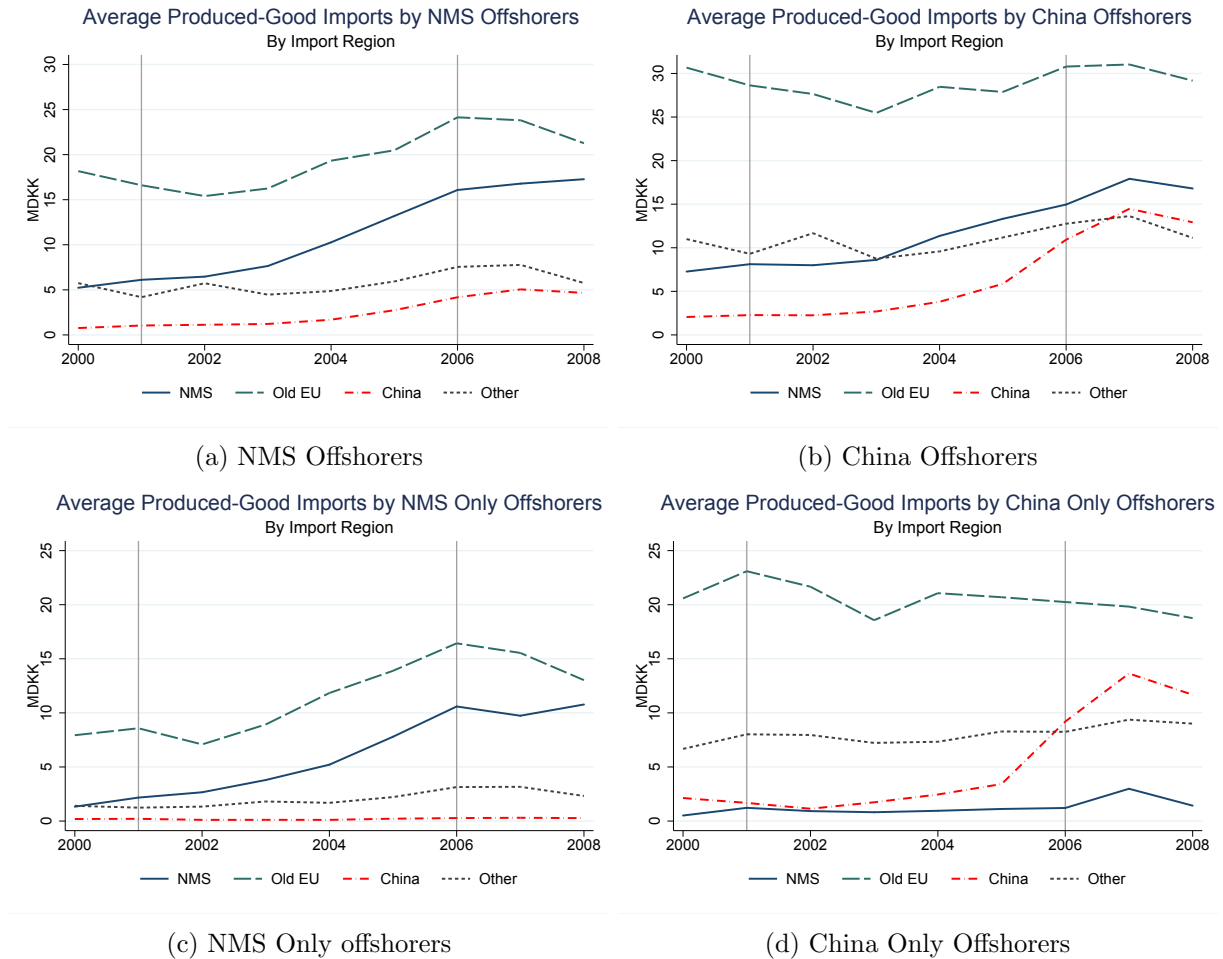 Average Produced-Good Imports by NMS Offshorers
By Import Region
MDKK
30
25
20
15
10
5
0
2000 2002 2004 2006 2008
NMS Old EU China Other
(a) NMS Offshorers
Average Produced-Good Imports by China Offshorers
By Import Region
MDKK
30
25
20
15
10
5
0
2000 2002 2004 2006 2008
NMS Old EU China Other
(b) China Offshorers
Average Produced-Good Imports by NMS Only Offshorers
By Import Region
MDKK
25
20
15
10
5
0
2000 2002 2004 2006 2008
NMS Old EU China Other
(c) NMS Only offshorers
Average Produced-Good Imports by China Only Offshorers
By Import Region
MDKK
25
20
15
10
5
0
2000 2002 2004 2006 2008
NMS Old EU China Other
(d) China Only Offshorers